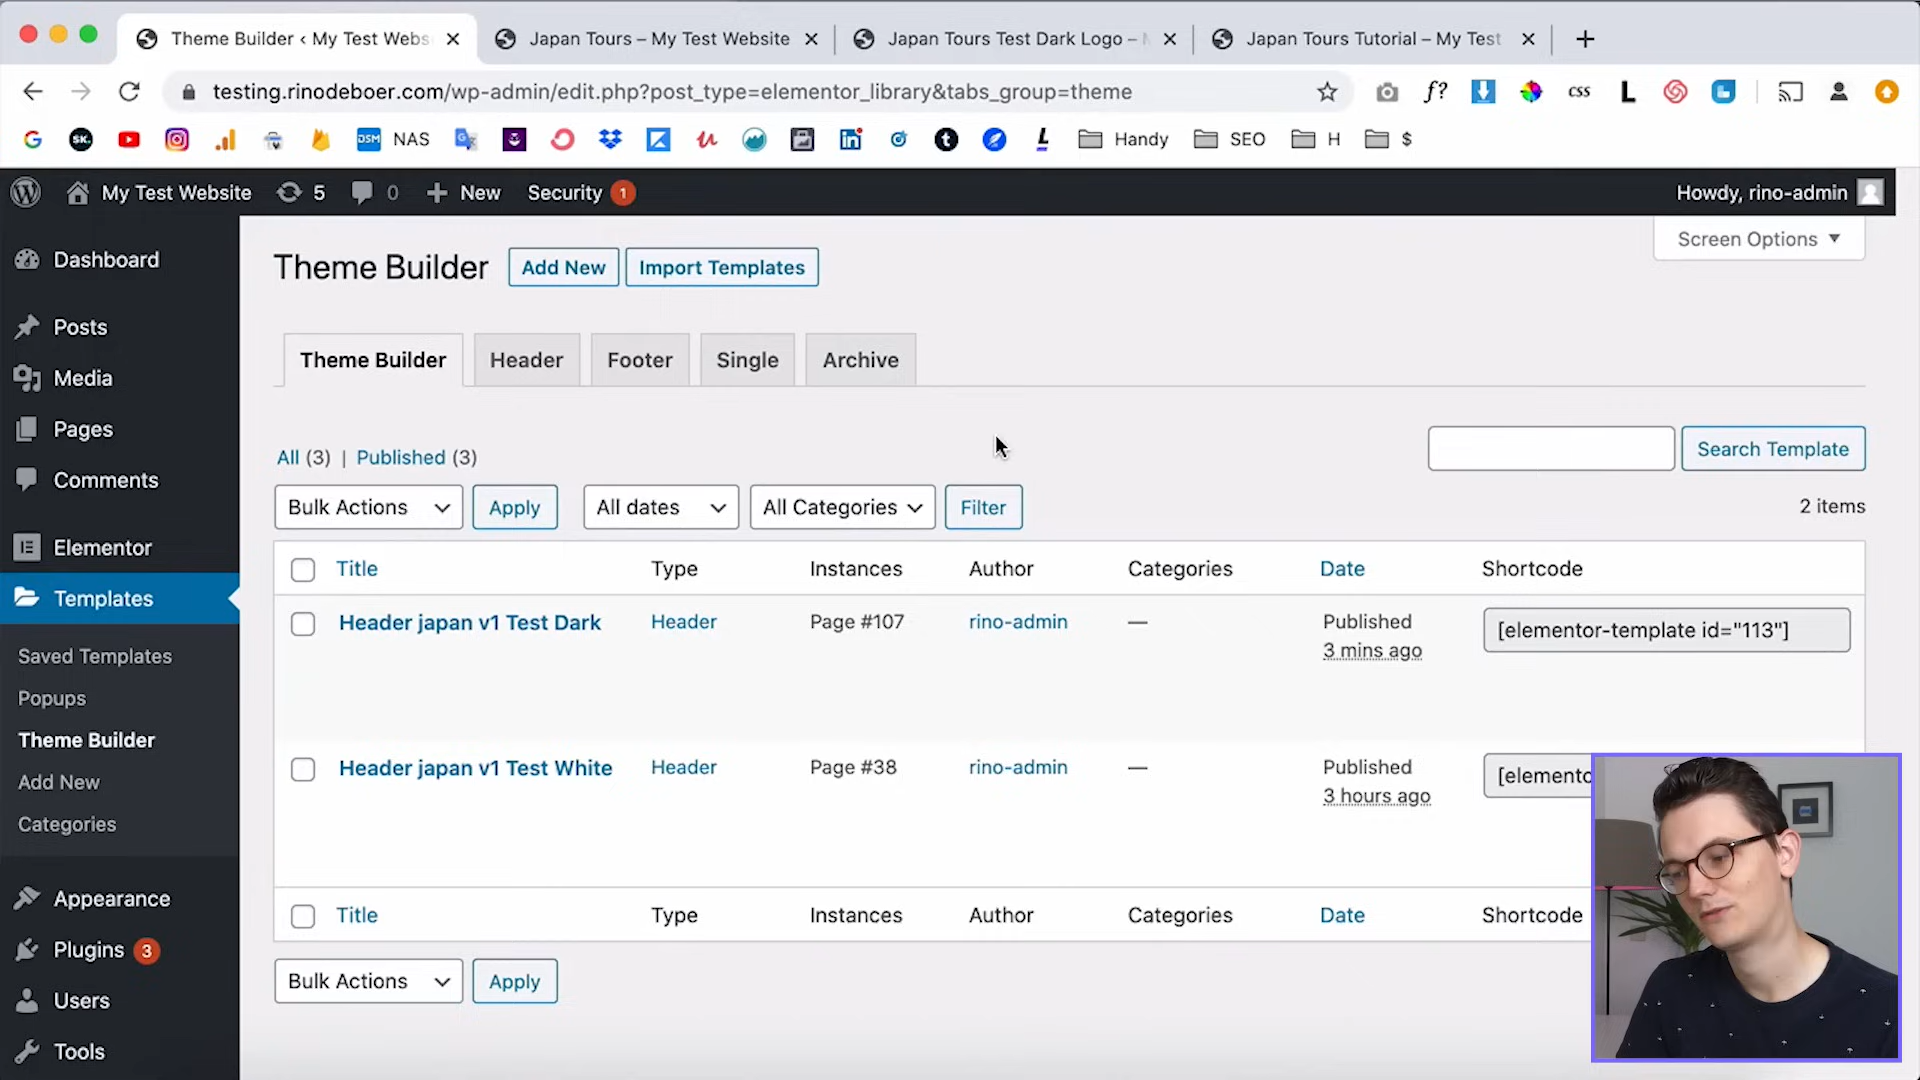 Theme Builder ‹ My Test Webs
Japan Tours – My Test Website
Japan Tours Test Dark Logo –
Japan Tours Tutorial – My Test
testing.rinodeboer.com/wp-admin/edit.php?post_type=elementor_library&tabs_group=theme
f?
CSS
L
SK.
DSM
NAS
Handy
SEO
H
$
My Test Website
5
0
New
Security
1
Howdy, rino-admin
Screen Options
Dashboard
Posts
Media
Pages
Comments
Elementor
Templates
Saved Templates
Popups
Theme Builder
Add New
Categories
Appearance
Plugins
3
Users
Tools
Theme Builder
Add New
Import Templates
Theme Builder
Header
Footer
Single
Archive
All (3) | Published (3)
Search Template
Bulk Actions
Apply
All dates
All Categories
Filter
2 items
Title
Type
Instances
Author
Categories
Date
Shortcode
Header japan v1 Test Dark
Header
Page #107
rino-admin
—
Published
3 mins ago
[elementor-template id="113"]
Header japan v1 Test White
Header
Page #38
rino-admin
—
Published
3 hours ago
[elemento
Title
Type
Instances
Author
Categories
Date
Shortcode
Bulk Actions
Apply